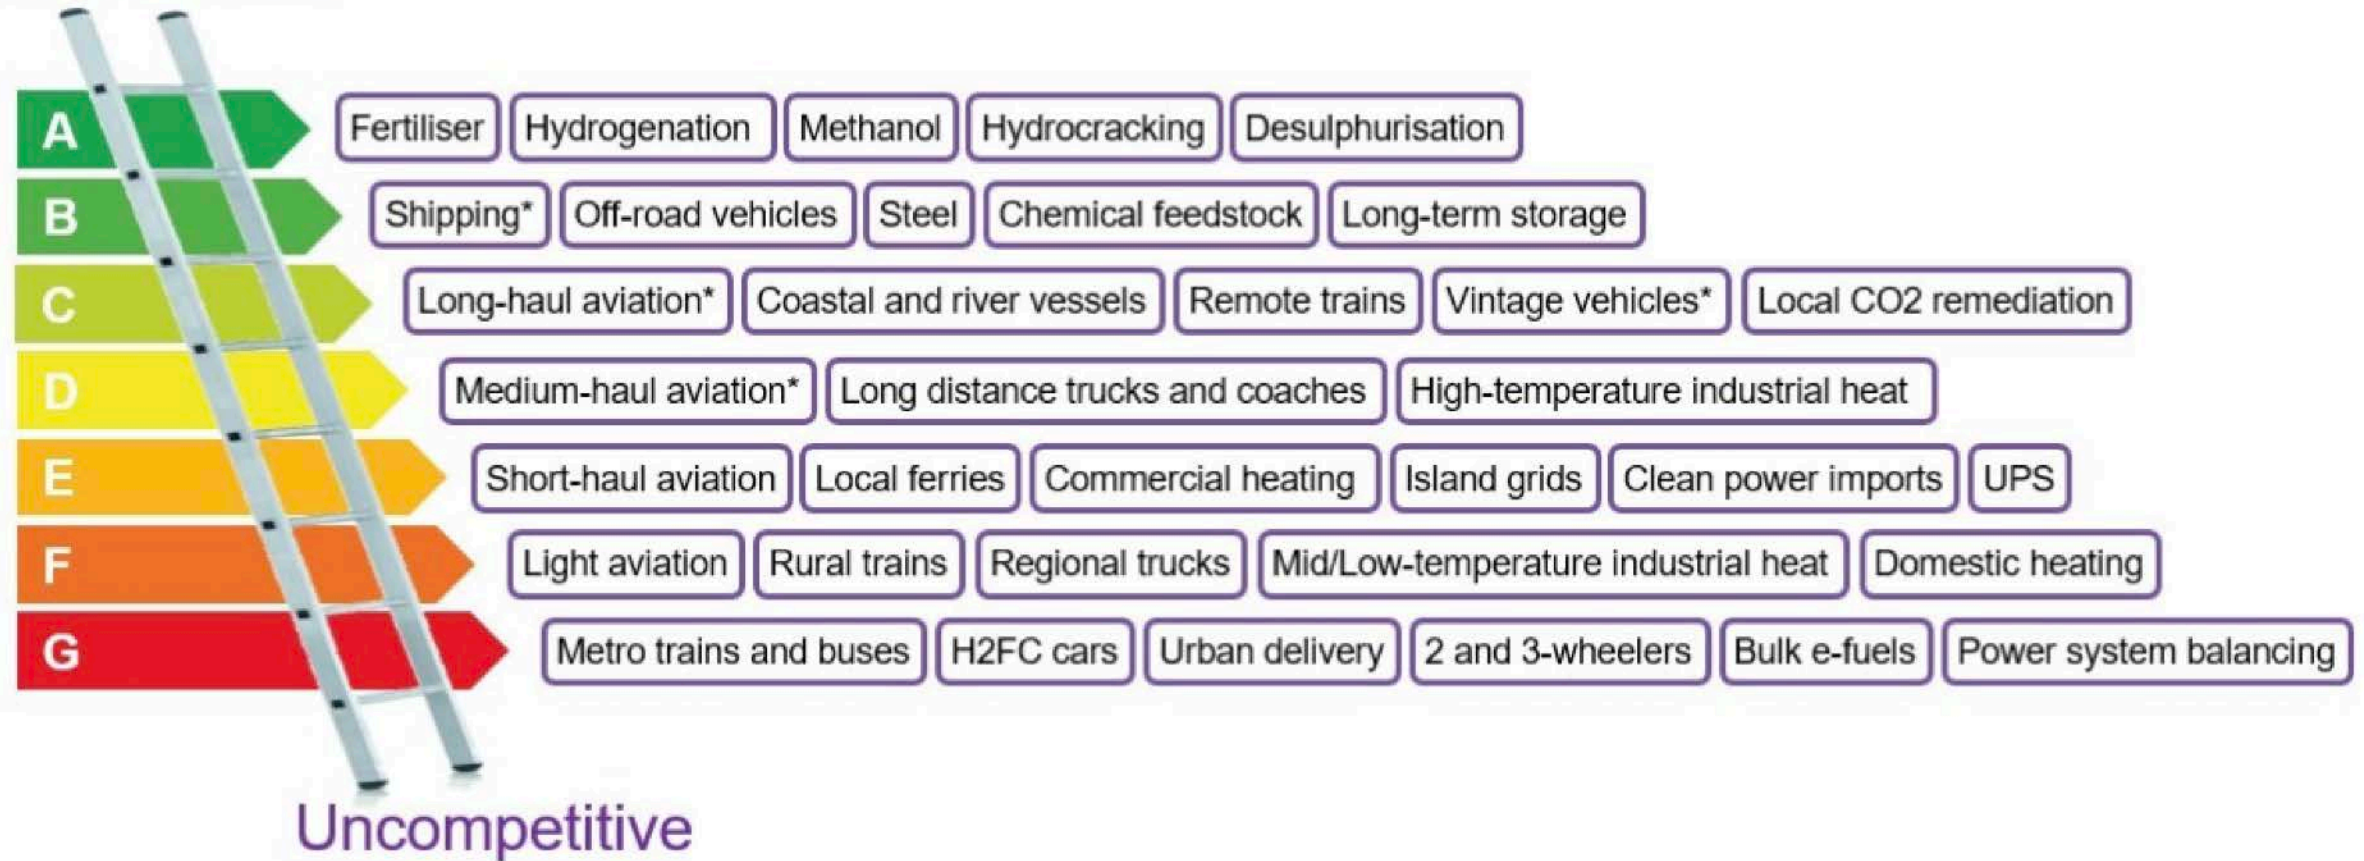 A Fertiliser Hydrogenation Methanol Hydrocracking Desulphurisation
B Shipping* Off-road vehicles Steel Chemical feedstock Long-term storage
C Long-haul aviation* Coastal and river vessels Remote trains Vintage vehicles* Local CO2 remediation
D Medium-haul aviation* Long distance trucks and coaches High-temperature industrial heat
E Short-haul aviation Local ferries Commercial heating Island grids Clean power imports UPS
F Light aviation Rural trains Regional trucks Mid/Low-temperature industrial heat Domestic heating
G Metro trains and buses H2FC cars Urban delivery 2 and 3-wheelers Bulk e-fuels Power system balancing
Uncompetitive